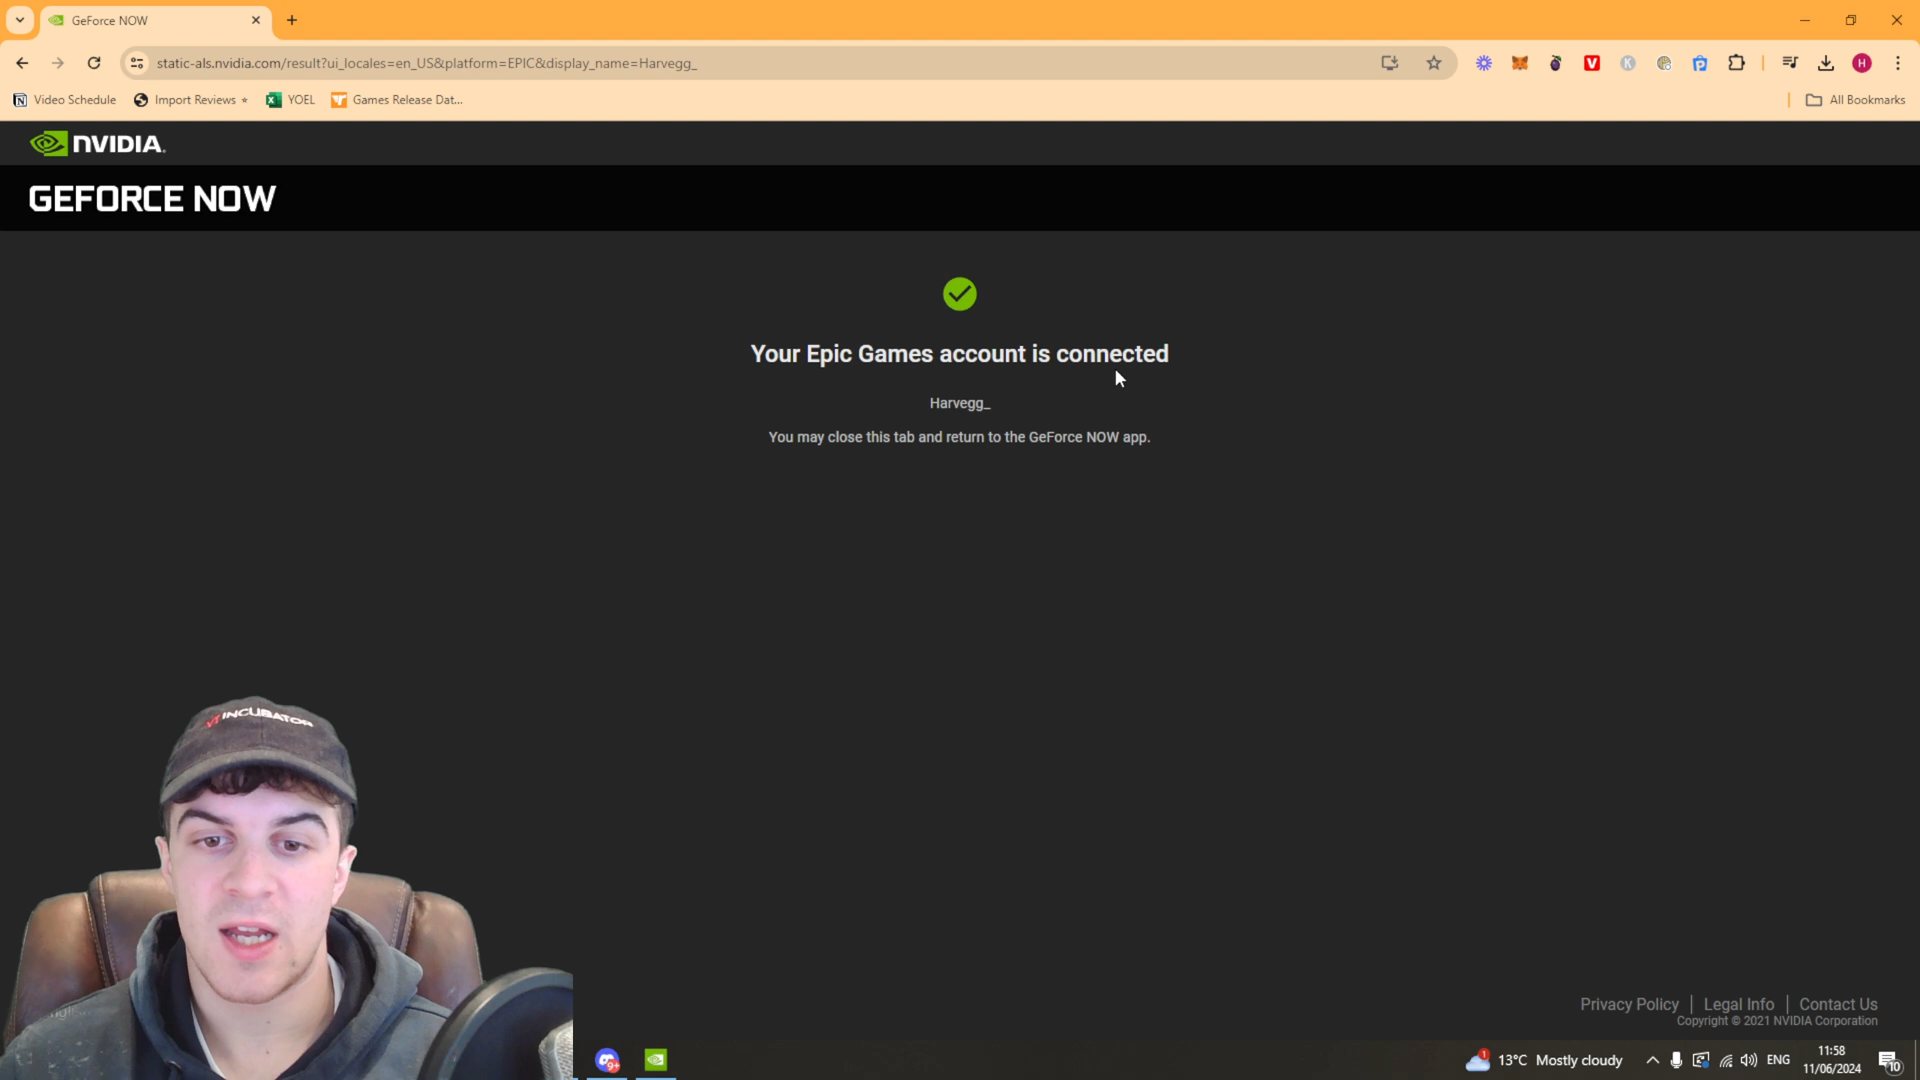 GeForce NOW
static-als.nvidia.com/result?ui_locales=en_US&platform=EPIC&display_name=Harvegg_
Video Schedule
Import Reviews
YOEL
Games Release Dat...
All Bookmarks
NVIDIA.
GEFORCE NOW
Your Epic Games account is connected
Harvegg_
You may close this tab and return to the GeForce NOW app.
INCUBATOR
Privacy Policy | Legal Info | Contact Us
Copyright © 2021 NVIDIA Corporation
9+
1
13°C Mostly cloudy
ENG
11:58
11/06/2024
10